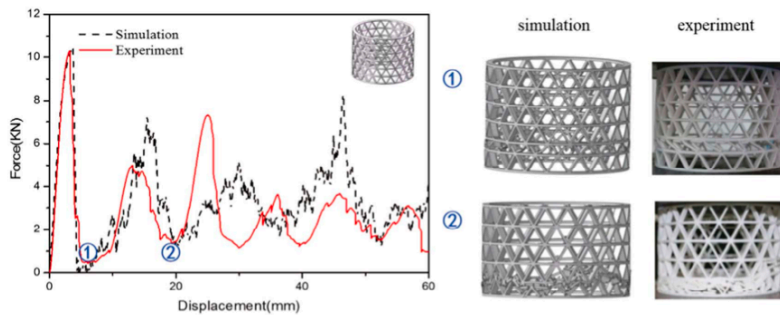 simulation experiment
12
10
8
6
4
2
0
Force(KN)
Simulation
Experiment
①
②
0 20 40 60
Displacement(mm)
①
②